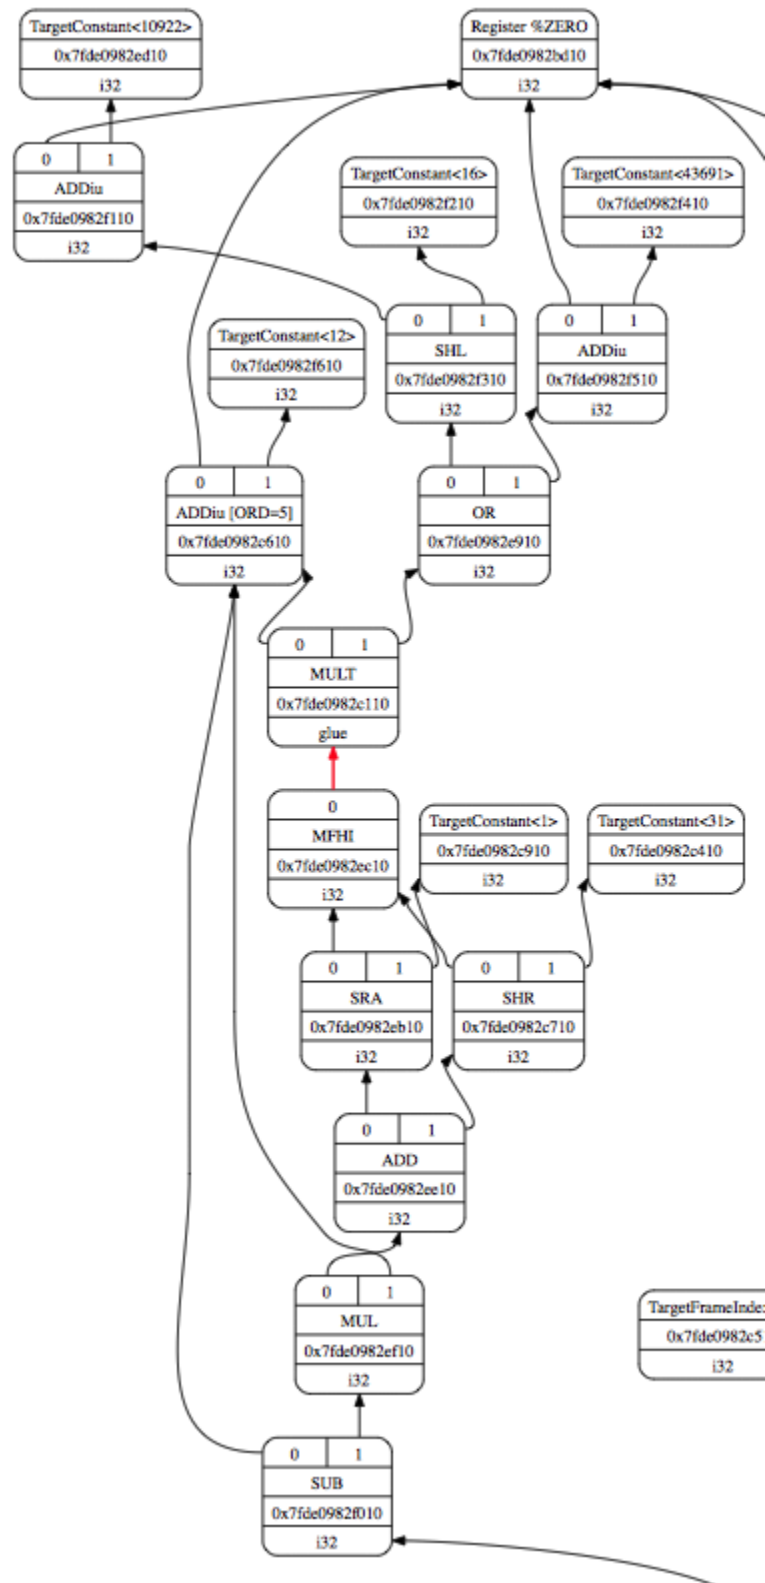 TargetConstant<10922>
0x7fde0982ed10
i32
Register %ZERO
0x7fde0982bd10
i32
0 1
ADDiu
0x7fde0982f110
i32
TargetConstant<16>
0x7fde0982f210
i32
TargetConstant<43691>
0x7fde0982f410
i32
TargetConstant<12>
0x7fde0982f610
i32
0 1
SHL
0x7fde0982f310
i32
0 1
ADDiu
0x7fde0982f510
i32
0 1
ADDiu [ORD=5]
0x7fde0982c610
i32
0 1
OR
0x7fde0982e910
i32
0 1
MULT
0x7fde0982c110
glue
0
MFHI
0x7fde0982ec10
i32
TargetConstant<1>
0x7fde0982c910
i32
TargetConstant<31>
0x7fde0982c410
i32
0 1
SRA
0x7fde0982eb10
i32
0 1
SHR
0x7fde0982c710
i32
0 1
ADD
0x7fde0982ee10
i32
0 1
MUL
0x7fde0982ef10
i32
TargetFrameIndex
0x7fde0982c5
i32
0 1
SUB
0x7fde0982f010
i32